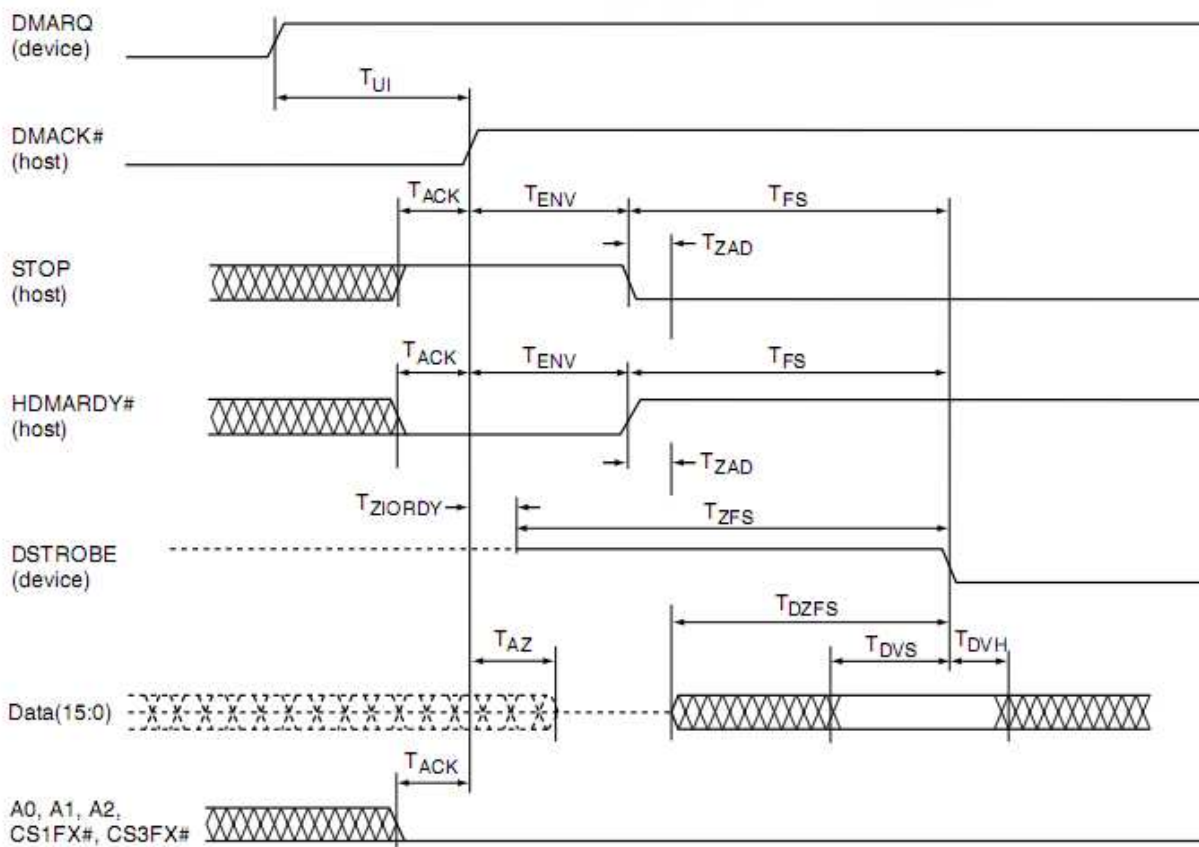 DMARQ
(device)
TUI
DMACK#
(host)
TACK
TENV
TFS
TZAD
STOP
(host)
TACK
TENV
TFS
HDMARDY#
(host)
TZAD
TZIORDY
TZFS
DSTROBE
(device)
TDZFS
TAZ
TDVS
TDVH
Data(15:0)
TACK
A0, A1, A2,
CS1FX#, CS3FX#